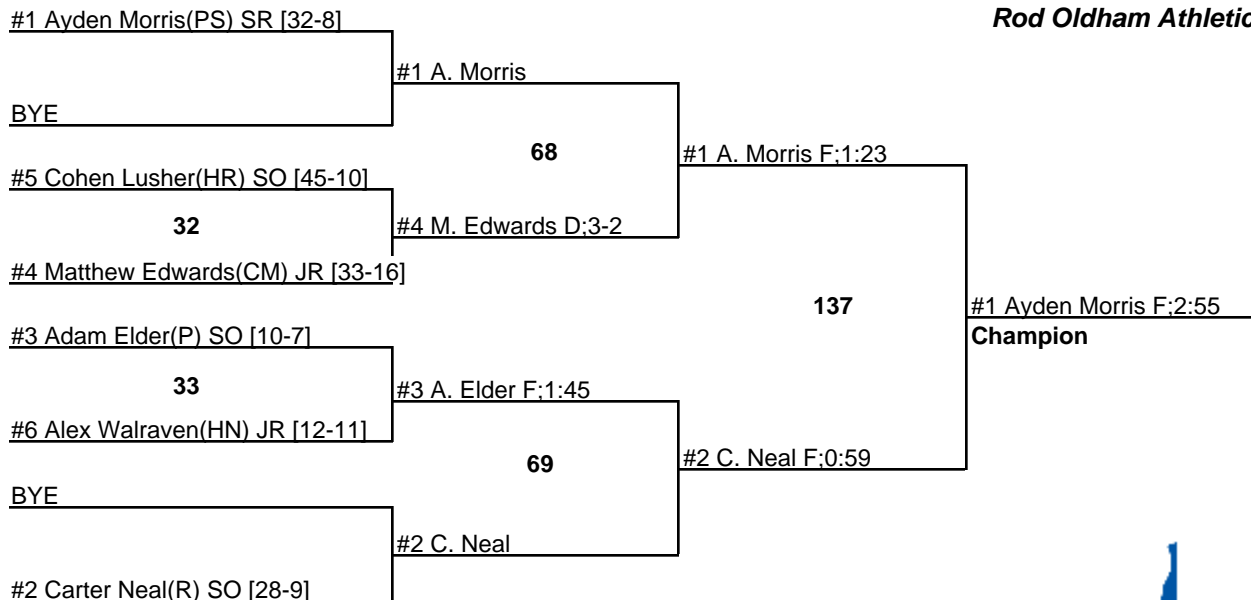 #1 Ayden Morris(PS) SR [32-8]
Rod Oldham Athletic
#1 A. Morris
BYE
68
#1 A. Morris F;1:23
#5 Cohen Lusher(HR) SO [45-10]
32
#4 M. Edwards D;3-2
#4 Matthew Edwards(CM) JR [33-16]
137
#1 Ayden Morris F;2:55
Champion
#3 Adam Elder(P) SO [10-7]
33
#3 A. Elder F;1:45
#6 Alex Walraven(HN) JR [12-11]
69
#2 C. Neal F;0:59
BYE
#2 C. Neal
#2 Carter Neal(R) SO [28-9]